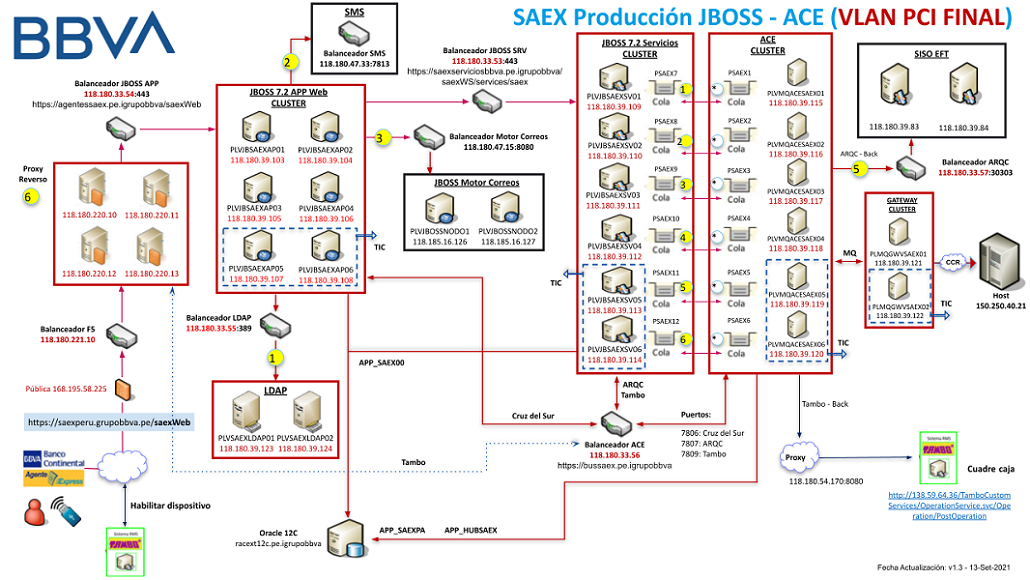 BBVA
SAEX Producción JBOSS - ACE (VLAN PCI FINAL)
SMS
Balanceador SMS
118.180.47.33:7813
2
Balanceador JBOSS APP
118.180.33.54:443
https://agentessaex.pe.igrupobbva/saexWeb
Balanceador JBOSS SRV
118.180.33.53:443
https://saexserviciosbbva.pe.igrupobbva/
saexWS/services/saex
JBOSS 7.2 APP Web
CLUSTER
PLVJBSAEXAP01
118.180.39.103
PLVJBSAEXAP02
118.180.39.104
PLVJBSAEXAP03
118.180.39.105
PLVJBSAEXAP04
118.180.39.106
PLVJBSAEXAP05
118.180.39.107
PLVJBSAEXAP06
118.180.39.108
TIC
3
Balanceador Motor Correos
118.180.47.15:8080
JBOSS Motor Correos
PLVJBOSSNODO1
118.185.16.126
PLVJBOSSNODO2
118.185.16.127
Proxy
Reverso
6
118.180.220.10
118.180.220.11
118.180.220.12
118.180.220.13
Balanceador F5
118.180.221.10
Pública 168.195.58.225
https://saexperu.grupobbva.pe/saexWeb
BBVA Banco
Continental
Agente Express
Habilitar dispositivo
Sistema RMS
TAMBO
Balanceador LDAP
118.180.33.55:389
1
LDAP
PLVSAEXLDAP01
118.180.39.123
PLVSAEXLDAP02
118.180.39.124
APP_SAEX00
Tambo
Cruz del Sur
Oracle 12C
racext12c.pe.igrupobbva
APP_SAEXPA
APP_HUBSAEX
JBOSS 7.2 Servicios
CLUSTER
PLVJBSAEXSV01
118.180.39.109
PLVJBSAEXSV02
118.180.39.110
PLVJBSAEXSV03
118.180.39.111
PLVJBSAEXSV04
118.180.39.112
PLVJBSAEXSV05
118.180.39.113
PLVJBSAEXSV06
118.180.39.114
TIC
PSAEX7
Cola
1
PSAEX8
Cola
2
PSAEX9
Cola
3
PSAEX10
Cola
4
PSAEX11
Cola
5
PSAEX12
Cola
6
ACE
CLUSTER
PSAEX1
*
Cola
PSAEX2
*
Cola
PSAEX3
*
Cola
PSAEX4
*
Cola
PSAEX5
*
Cola
PSAEX6
*
Cola
PLVMQACESAEX01
118.180.39.115
PLVMQACESAEX02
118.180.39.116
PLVMQACESAEX03
118.180.39.117
PLVMQACESAEX04
118.180.39.118
PLVMQACESAEX05
118.180.39.119
PLVMQACESAEX06
118.180.39.120
TIC
ARQC
Tambo
Balanceador ACE
118.180.33.56
https://bussaex.pe.igrupobbva
Puertos:
7806: Cruz del Sur
7807: ARQC
7809: Tambo
SISO EFT
118.180.39.83
118.180.39.84
ARQC - Back
5
Balanceador ARQC
118.180.33.57:30303
MQ
GATEWAY
CLUSTER
PLMQGWVSAEX01
118.180.39.121
PLMQGWVSAEX02
118.180.39.122
TIC
CCR
Host
150.250.40.21
Tambo - Back
Proxy
118.180.54.170:8080
Sistema RMS
TAMBO
Cuadre caja
http://138.59.64.36/TamboCustom
Services/OperationService.svc/Ope
ration/PostOperation
Fecha Actualización: v1.3 - 13-Set-2021